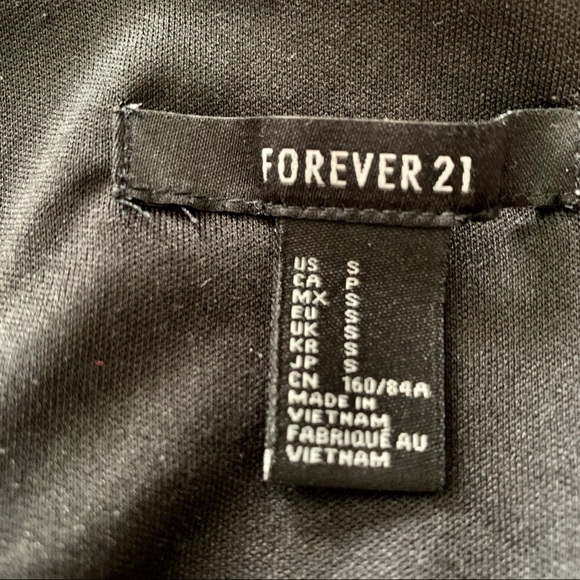 FOREVER 21
US S
CA P
MX S
EU S
UK S
KR S
JP S
CN 160/84A
MADE IN
VIETNAM
FABRIQUÉ AU
VIETNAM